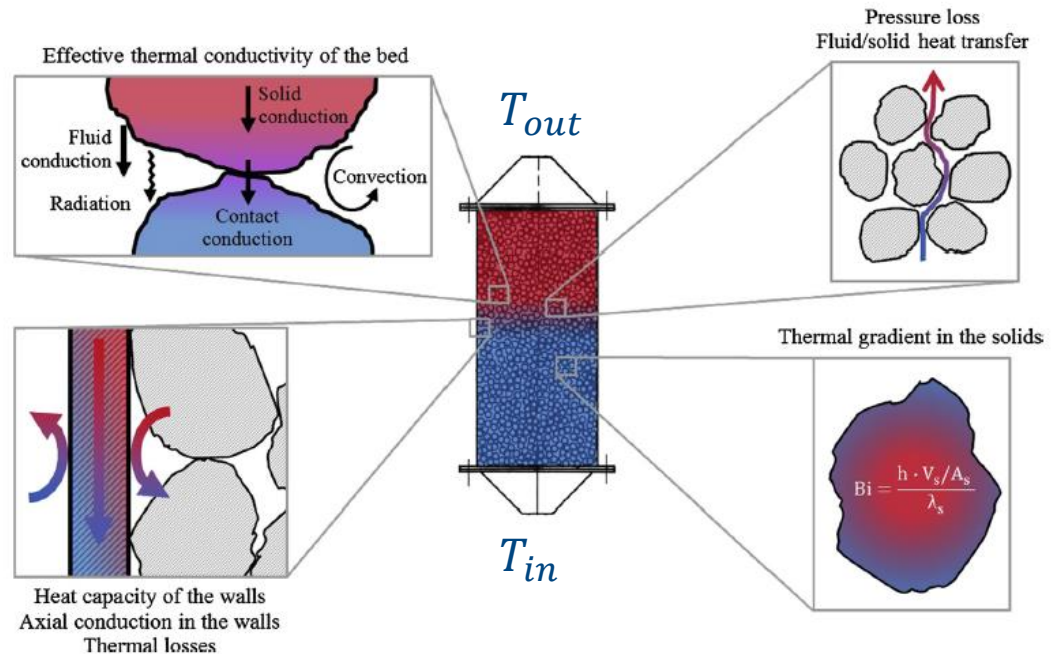 Effective thermal conductivity of the bed
Solid
conduction
Fluid
conduction
Radiation
Contact
conduction
Convection
T_out
Pressure loss
Fluid/solid heat transfer
Heat capacity of the walls
Axial conduction in the walls
Thermal losses
T_in
Thermal gradient in the solids
Bi = h · V_s/A_s / λ_s